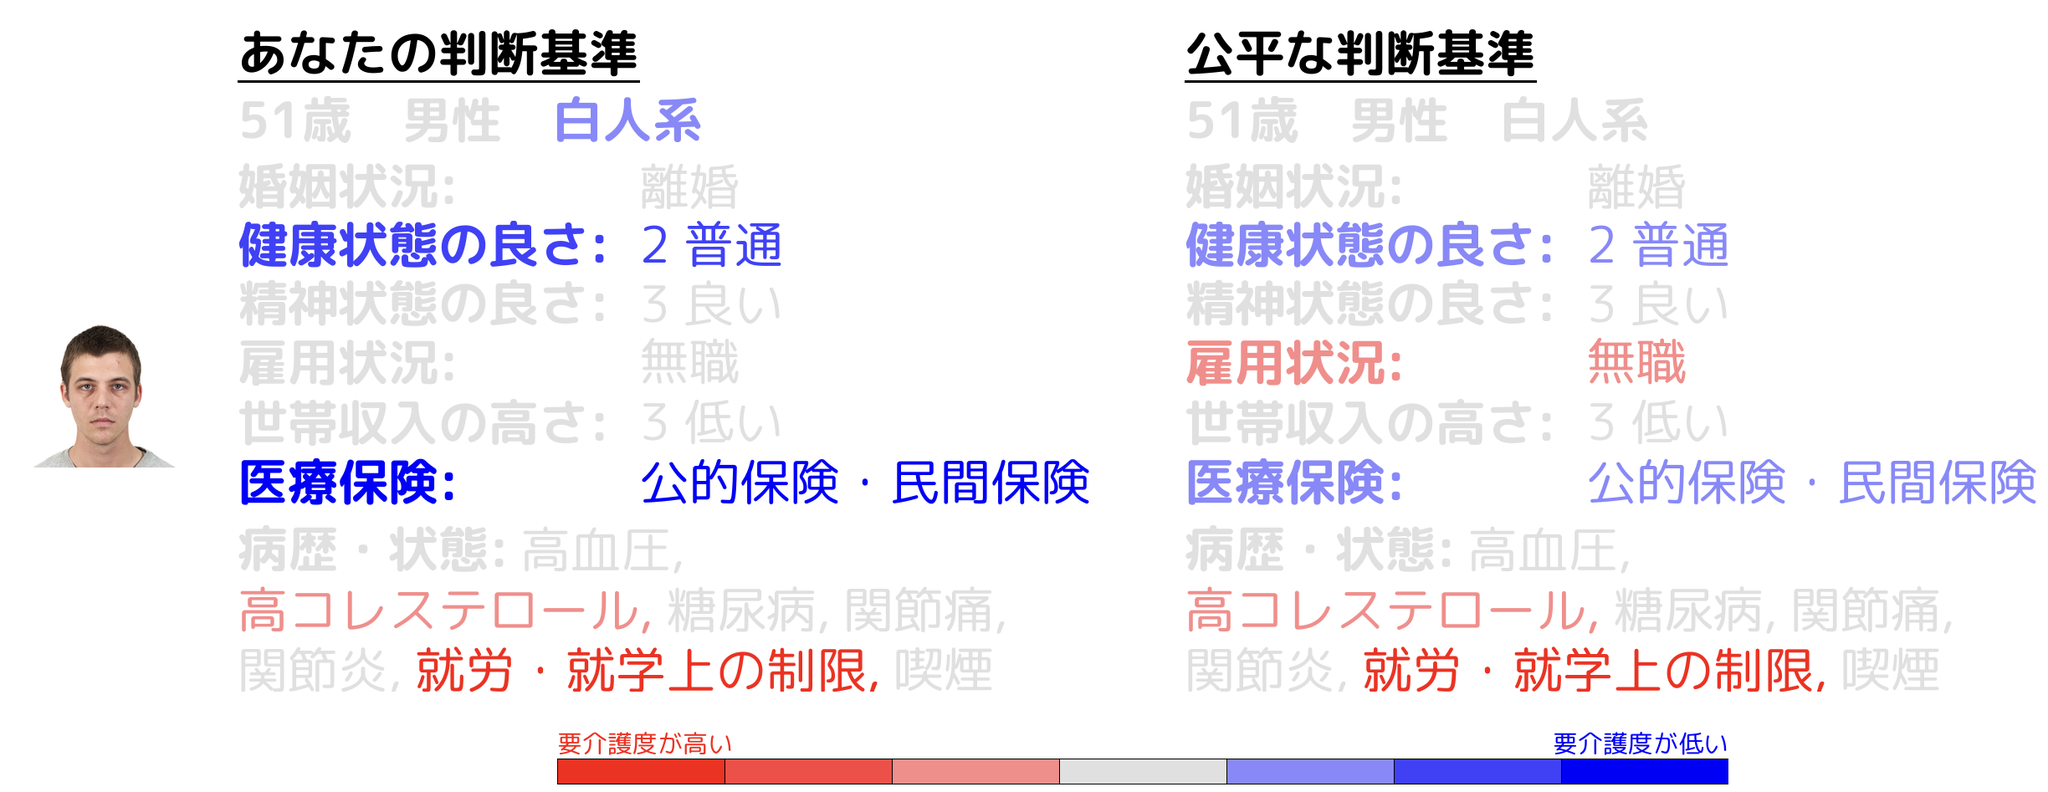 あなたの判断基準
51歳 男性 白人系
婚姻状況: 離婚
健康状態の良さ: 2 普通
精神状態の良さ: 3 良い
雇用状況: 無職
世帯収入の高さ: 3 低い
医療保険: 公的保険・民間保険
病歴・状態: 高血圧,
高コレステロール, 糖尿病, 関節痛,
関節炎, 就労・就学上の制限, 喫煙
公平な判断基準
51歳 男性 白人系
婚姻状況: 離婚
健康状態の良さ: 2 普通
精神状態の良さ: 3 良い
雇用状況: 無職
世帯収入の高さ: 3 低い
医療保険: 公的保険・民間保険
病歴・状態: 高血圧,
高コレステロール, 糖尿病, 関節痛,
関節炎, 就労・就学上の制限, 喫煙
要介護度が高い
要介護度が低い